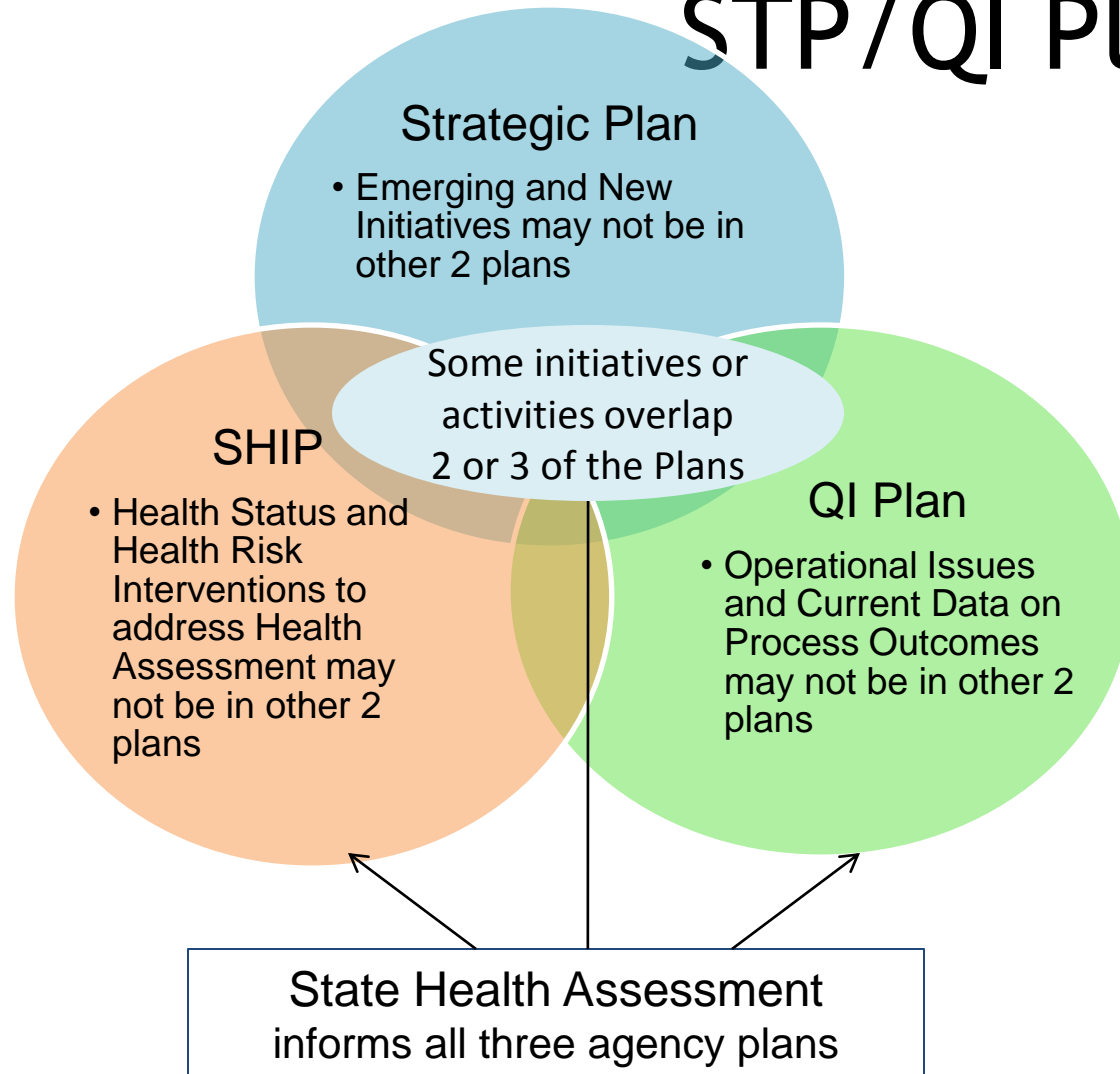 STP/QI Pl
Strategic Plan
• Emerging and New
Initiatives may not be in
other 2 plans
Some initiatives or
activities overlap
2 or 3 of the Plans
SHIP
• Health Status and
Health Risk
Interventions to
address Health
Assessment may
not be in other 2
plans
QI Plan
• Operational Issues
and Current Data on
Process Outcomes
may not be in other 2
plans
State Health Assessment
informs all three agency plans